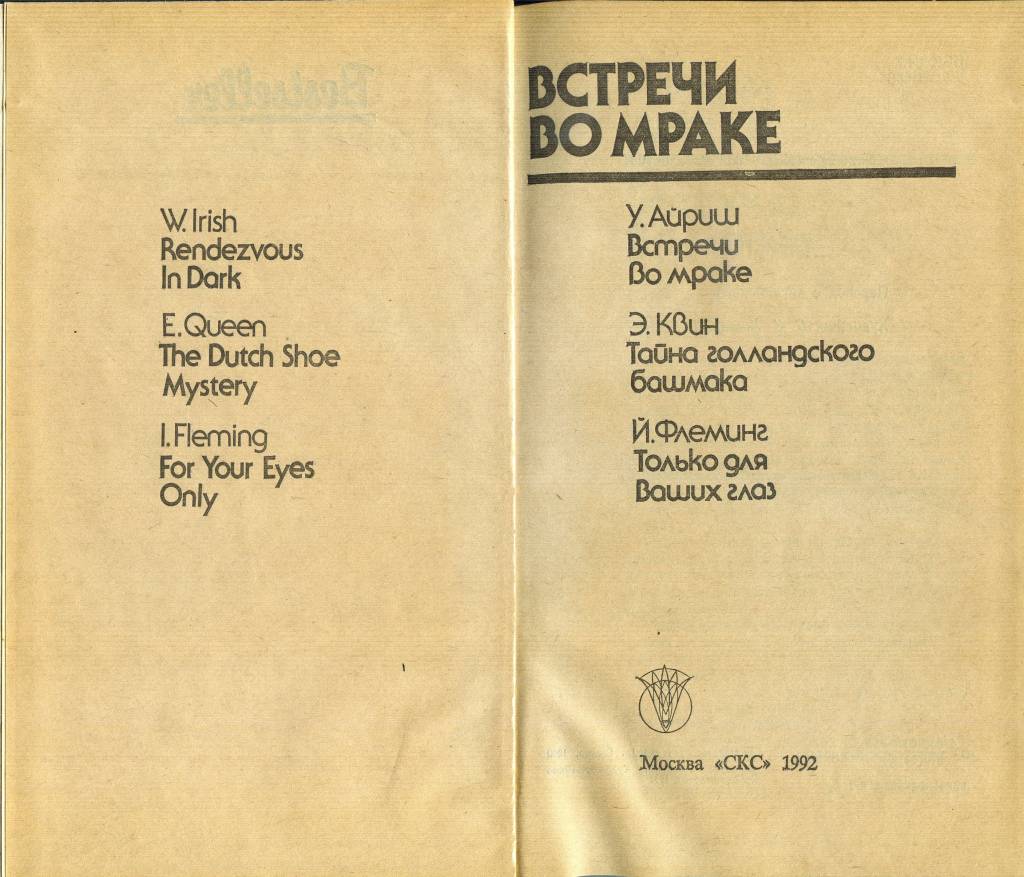 W. Irish
Rendezvous
In Dark
E. Queen
The Dutch Shoe
Mystery
I. Fleming
For Your Eyes
Only
ВСТРЕЧИ
ВО МРАКЕ
У. Айриш
Встречи
во мраке
Э. Квин
Тайна голландского
башмака
Й. Флеминг
Только для
ваших глаз
Москва «СКС» 1992